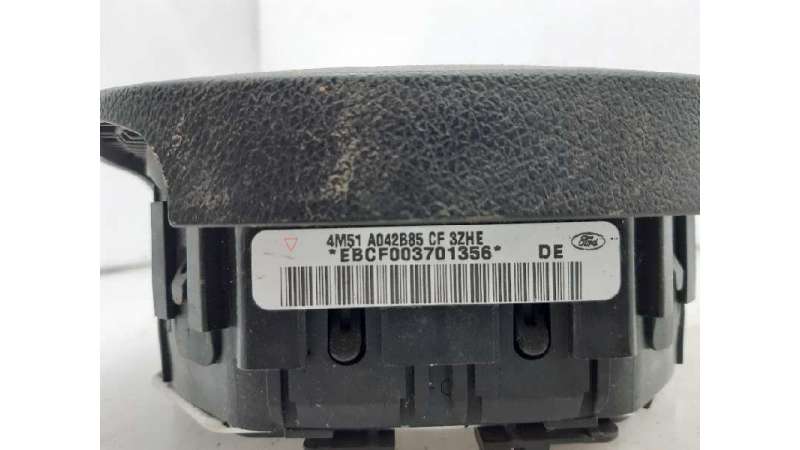 4M51 A042B85 CF 3ZHE
*EBCF003701356* DE Ford